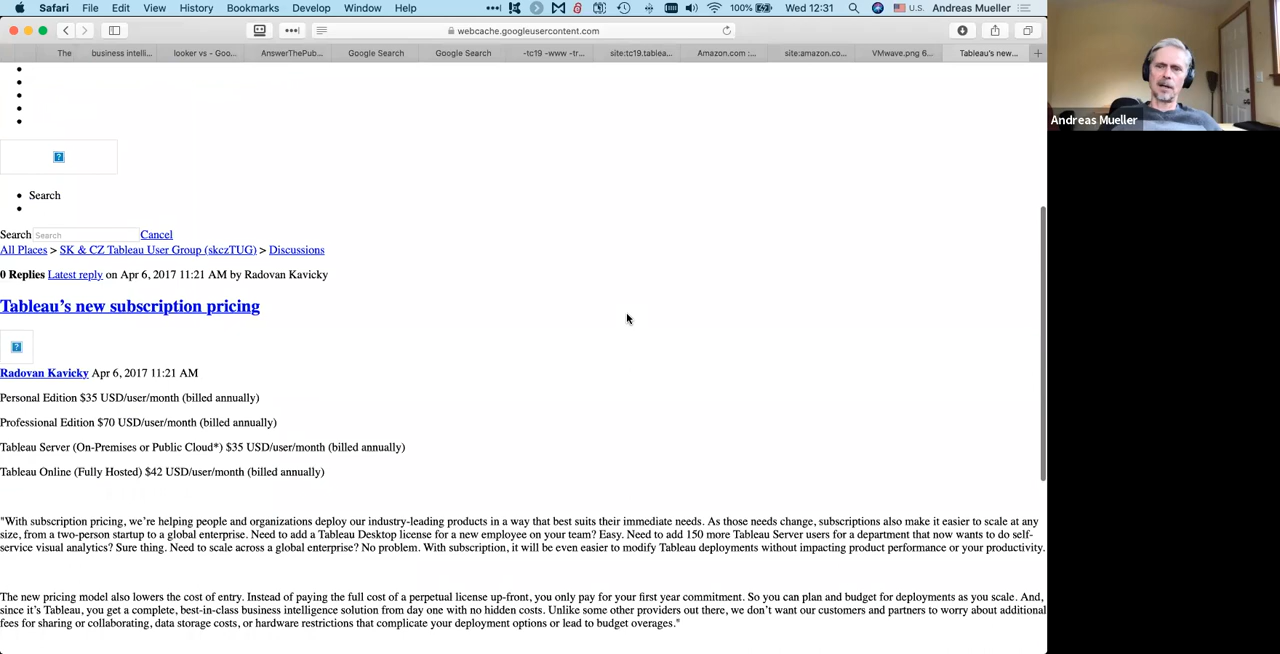 Safari File Edit View History Bookmarks Develop Window Help 100% Wed 12:31 U.S. Andreas Mueller
webcache.googleusercontent.com
The business intelli... looker vs - Goo... AnswerThePub... Google Search Google Search -tc19 -www -tr... site:tc19.tablea... Amazon.com :... site:amazon.co... VMwave.png 6... Tableau's new...
Andreas Mueller
Search
Search Search Cancel
All Places > SK & CZ Tableau User Group (skczTUG) > Discussions
0 Replies Latest reply on Apr 6, 2017 11:21 AM by Radovan Kavicky
Tableau's new subscription pricing
Radovan Kavicky Apr 6, 2017 11:21 AM
Personal Edition $35 USD/user/month (billed annually)
Professional Edition $70 USD/user/month (billed annually)
Tableau Server (On-Premises or Public Cloud*) $35 USD/user/month (billed annually)
Tableau Online (Fully Hosted) $42 USD/user/month (billed annually)
"With subscription pricing, we're helping people and organizations deploy our industry-leading products in a way that best suits their immediate needs. As those needs change, subscriptions also make it easier to scale at any
size, from a two-person startup to a global enterprise. Need to add a Tableau Desktop license for a new employee on your team? Easy. Need to add 150 more Tableau Server users for a department that now wants to do self-
service visual analytics? Sure thing. Need to scale across a global enterprise? No problem. With subscription, it will be even easier to modify Tableau deployments without impacting product performance or your productivity.
The new pricing model also lowers the cost of entry. Instead of paying the full cost of a perpetual license up-front, you only pay for your first year commitment. So you can plan and budget for deployments as you scale. And,
since it's Tableau, you get a complete, best-in-class business intelligence solution from day one with no hidden costs. Unlike some other providers out there, we don't want our customers and partners to worry about additional
fees for sharing or collaborating, data storage costs, or hardware restrictions that complicate your deployment options or lead to budget overages."